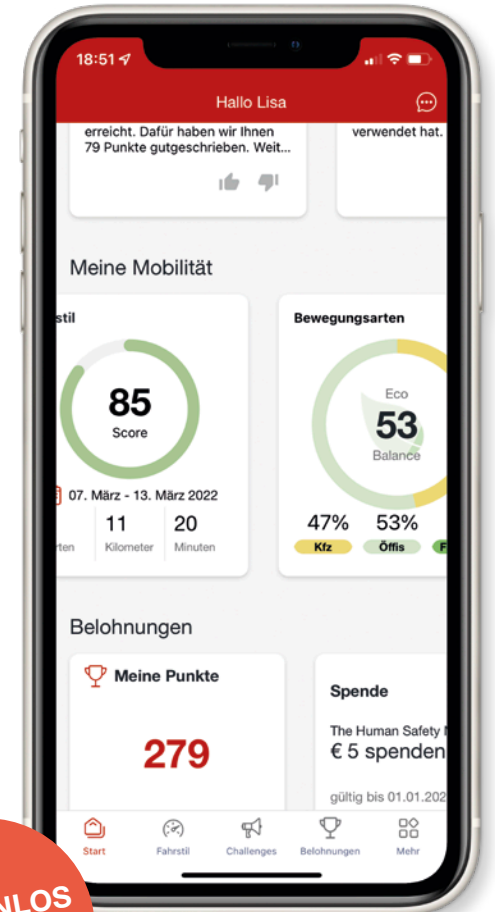 18:51
Hallo Lisa
erreicht. Dafür haben wir Ihnen
79 Punkte gutgeschrieben. Weit...
verwendet hat.
Meine Mobilität
stil
85
Score
07. März - 13. März 2022
rten
11
Kilometer
20
Minuten
Bewegungsarten
Eco
53
Balance
47%
Kfz
53%
Öffis
F
Belohnungen
Meine Punkte
279
Spende
The Human Safety
€ 5 spenden
gültig bis 01.01.202
Start
Fahrstil
Challenges
Belohnungen
Mehr
NLOS